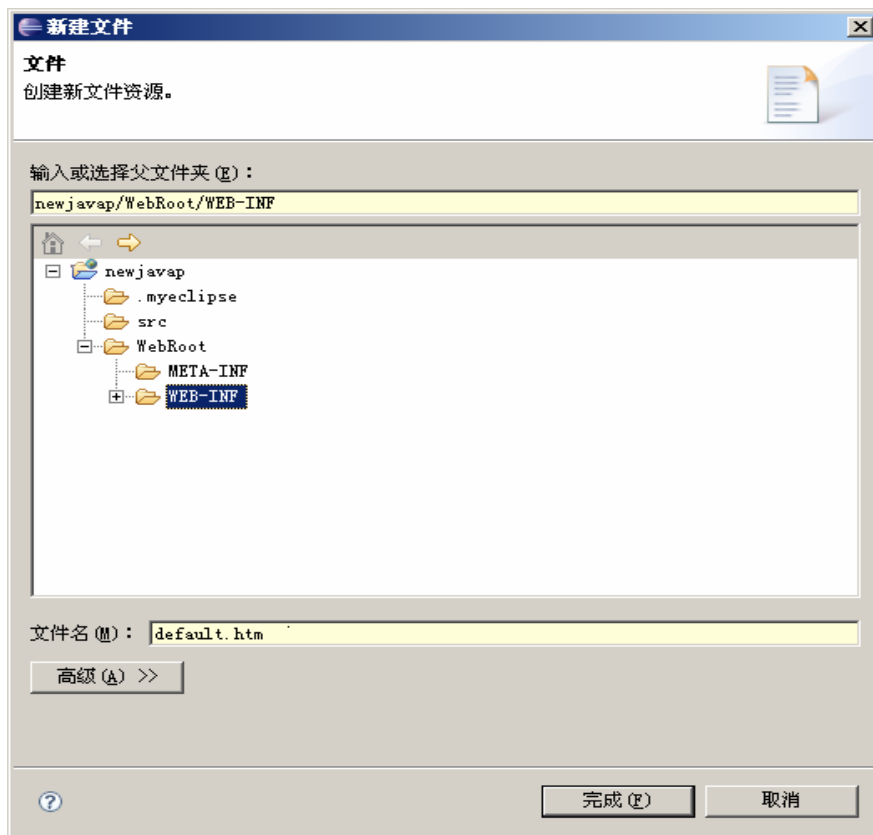 新建文件
文件
创建新文件资源。
输入或选择父文件夹(E)：
newjavap/WebRoot/WEB-INF
newjavap
.myeclipse
src
WebRoot
META-INF
WEB-INF
文件名(M)： default.htm
高级(A) >>
完成(F) 取消